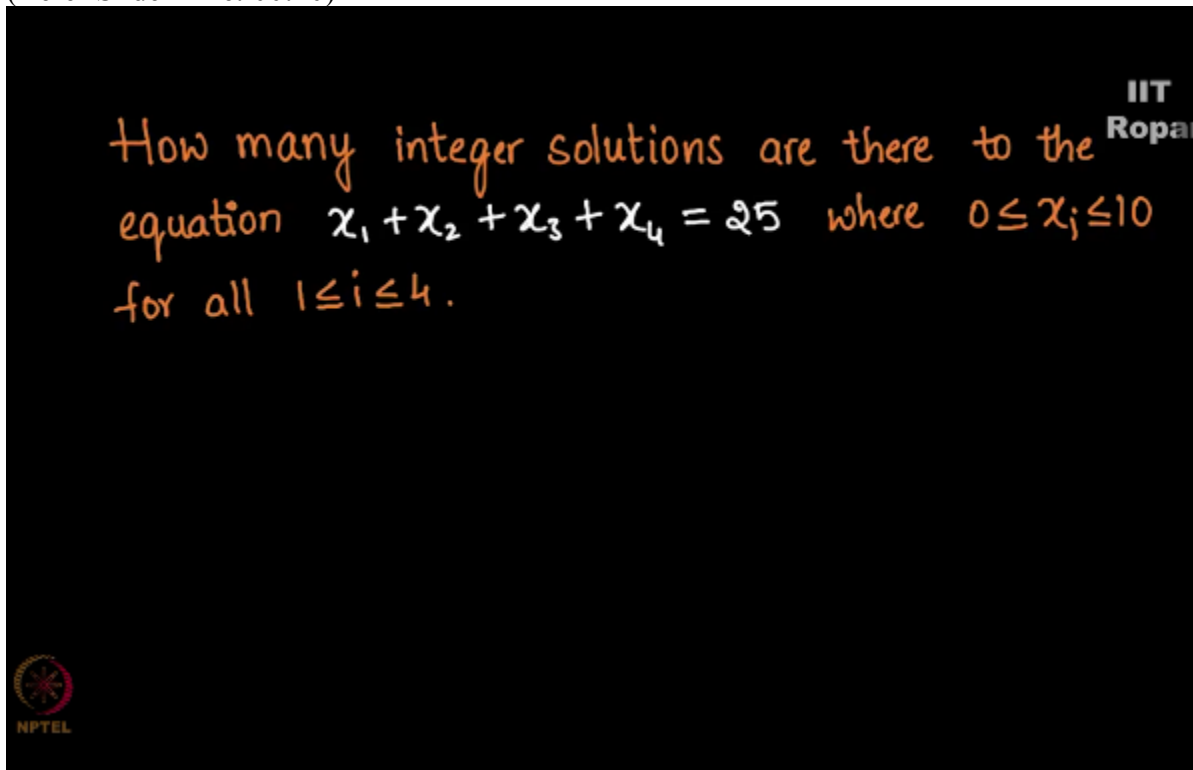 IIT
Ropar
How many integer solutions are there to the
equation x₁ + x₂ + x₃ + x₄ = 25 where 0 ≤ xᵢ ≤ 10
for all 1 ≤ i ≤ 4.
NPTEL